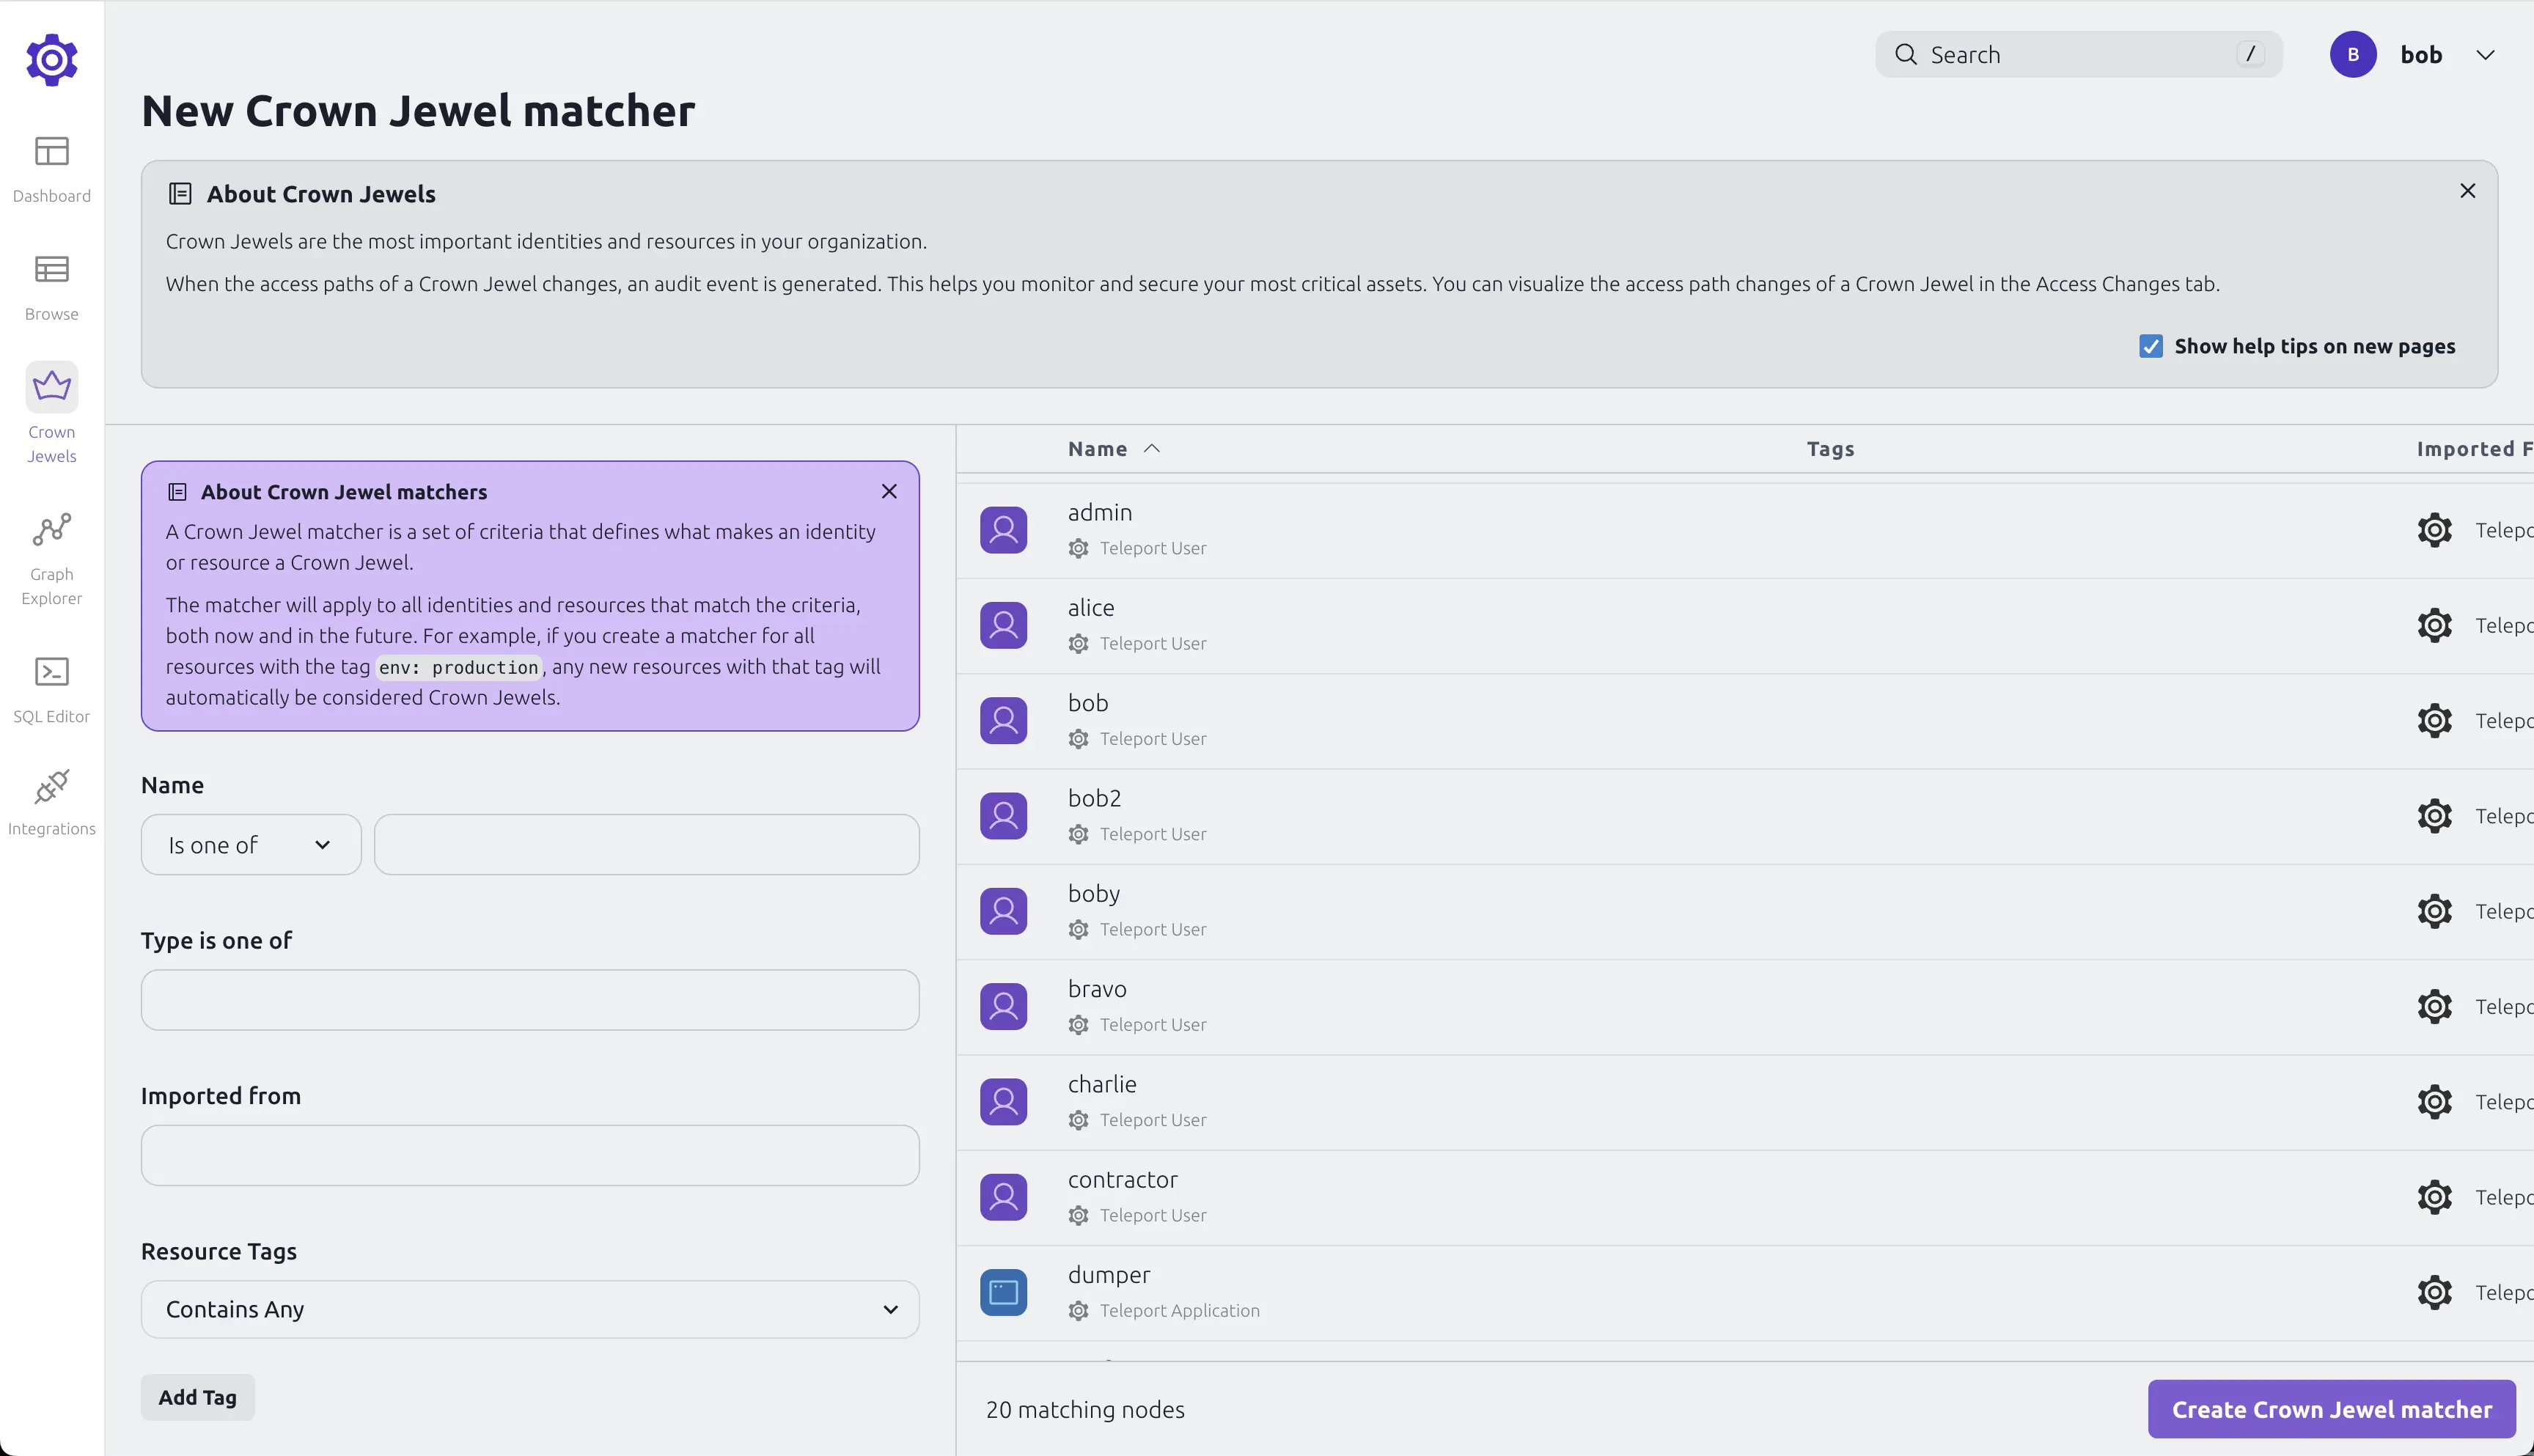 Search /
B bob
New Crown Jewel matcher
Dashboard
Browse
Crown
Jewels
Graph
Explorer
SQL Editor
Integrations
About Crown Jewels
Crown Jewels are the most important identities and resources in your organization.
When the access paths of a Crown Jewel changes, an audit event is generated. This helps you monitor and secure your most critical assets. You can visualize the access path changes of a Crown Jewel in the Access Changes tab.
Show help tips on new pages
About Crown Jewel matchers
A Crown Jewel matcher is a set of criteria that defines what makes an identity
or resource a Crown Jewel.
The matcher will apply to all identities and resources that match the criteria,
both now and in the future. For example, if you create a matcher for all
resources with the tag env: production, any new resources with that tag will
automatically be considered Crown Jewels.
Name
Is one of
Type is one of
Imported from
Resource Tags
Contains Any
Add Tag
Name Tags Imported F
admin
Teleport User Telepo
alice
Teleport User Telepo
bob
Teleport User Telepo
bob2
Teleport User Telepo
boby
Teleport User Telepo
bravo
Teleport User Telepo
charlie
Teleport User Telepo
contractor
Teleport User Telepo
dumper
Teleport Application Telepo
20 matching nodes
Create Crown Jewel matcher